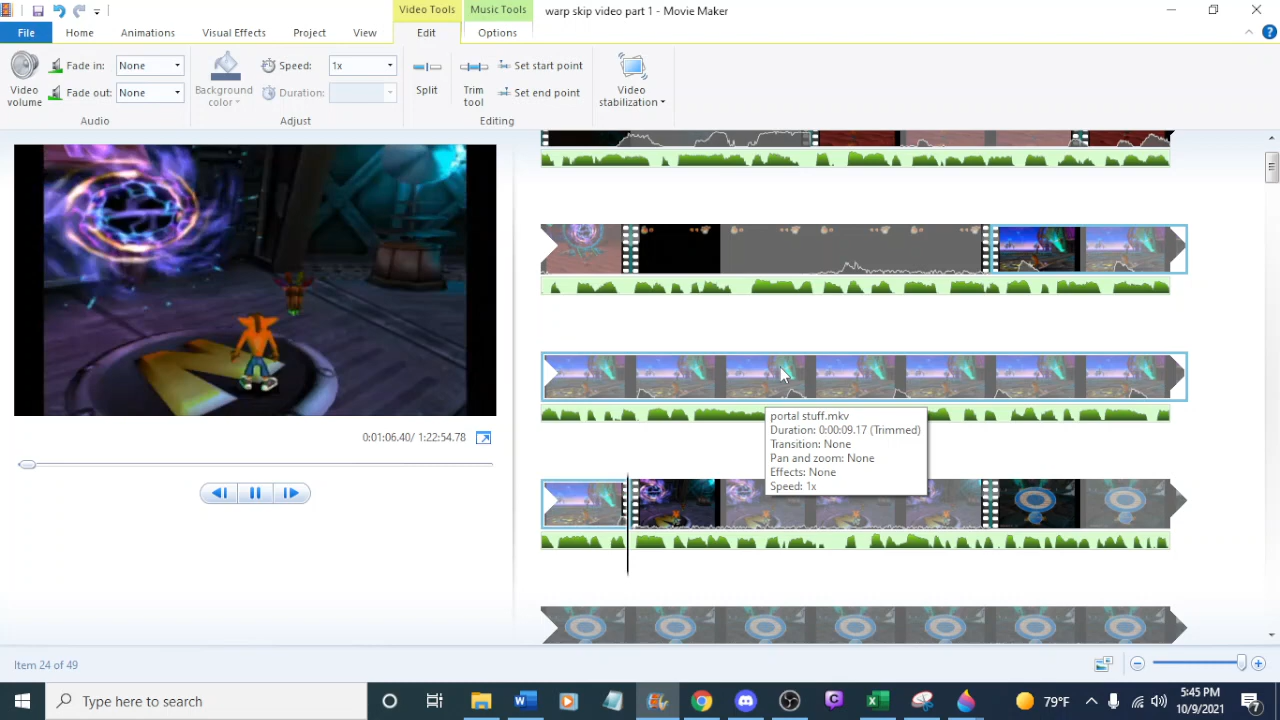 Video Tools
Music Tools
warp skip video part 1 - Movie Maker
File
Home
Animations
Visual Effects
Project
View
Edit
Options
Video volume
Fade in: None
Fade out: None
Audio
Background color
Speed: 1x
Duration:
Adjust
Split
Trim tool
Set start point
Set end point
Editing
Video stabilization
0:01:06.40/ 1:22:54.78
portal stuff.mkv
Duration: 0:00:09.17 (Trimmed)
Transition: None
Pan and zoom: None
Effects: None
Speed: 1x
Item 24 of 49
Type here to search
79°F
5:45 PM
10/9/2021
7